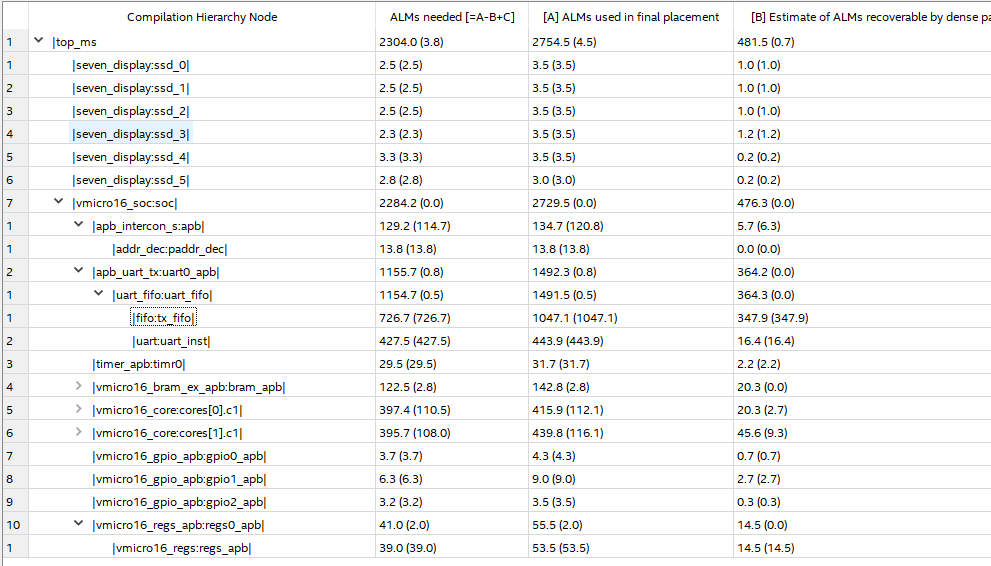 Compilation Hierarchy Node ALMs needed [=A-B+C] [A] ALMs used in final placement [B] Estimate of ALMs recoverable by dense pa
1 |top_ms 2304.0 (3.8) 2754.5 (4.5) 481.5 (0.7)
1 |seven_display:ssd_0| 2.5 (2.5) 3.5 (3.5) 1.0 (1.0)
2 |seven_display:ssd_1| 2.5 (2.5) 3.5 (3.5) 1.0 (1.0)
3 |seven_display:ssd_2| 2.5 (2.5) 3.5 (3.5) 1.0 (1.0)
4 |seven_display:ssd_3| 2.3 (2.3) 3.5 (3.5) 1.2 (1.2)
5 |seven_display:ssd_4| 3.3 (3.3) 3.5 (3.5) 0.2 (0.2)
6 |seven_display:ssd_5| 2.8 (2.8) 3.0 (3.0) 0.2 (0.2)
7 |vmicro16_soc:soc| 2284.2 (0.0) 2729.5 (0.0) 476.3 (0.0)
1 |apb_intercon_s:apb| 129.2 (114.7) 134.7 (120.8) 5.7 (6.3)
1 |addr_dec:paddr_dec| 13.8 (13.8) 13.8 (13.8) 0.0 (0.0)
2 |apb_uart_tx:uart0_apb| 1155.7 (0.8) 1492.3 (0.8) 364.2 (0.0)
1 |uart_fifo:uart_fifo| 1154.7 (0.5) 1491.5 (0.5) 364.3 (0.0)
1 |fifo:tx_fifo| 726.7 (726.7) 1047.1 (1047.1) 347.9 (347.9)
2 |uart:uart_inst| 427.5 (427.5) 443.9 (443.9) 16.4 (16.4)
3 |timer_apb:timr0| 29.5 (29.5) 31.7 (31.7) 2.2 (2.2)
4 |vmicro16_bram_ex_apb:bram_apb| 122.5 (2.8) 142.8 (2.8) 20.3 (0.0)
5 |vmicro16_core:cores[0].c1| 397.4 (110.5) 415.9 (112.1) 20.3 (2.7)
6 |vmicro16_core:cores[1].c1| 395.7 (108.0) 439.8 (116.1) 45.6 (9.3)
7 |vmicro16_gpio_apb:gpio0_apb| 3.7 (3.7) 4.3 (4.3) 0.7 (0.7)
8 |vmicro16_gpio_apb:gpio1_apb| 6.3 (6.3) 9.0 (9.0) 2.7 (2.7)
9 |vmicro16_gpio_apb:gpio2_apb| 3.2 (3.2) 3.5 (3.5) 0.3 (0.3)
10 |vmicro16_regs_apb:regs0_apb| 41.0 (2.0) 55.5 (2.0) 14.5 (0.0)
1 |vmicro16_regs:regs_apb| 39.0 (39.0) 53.5 (53.5) 14.5 (14.5)